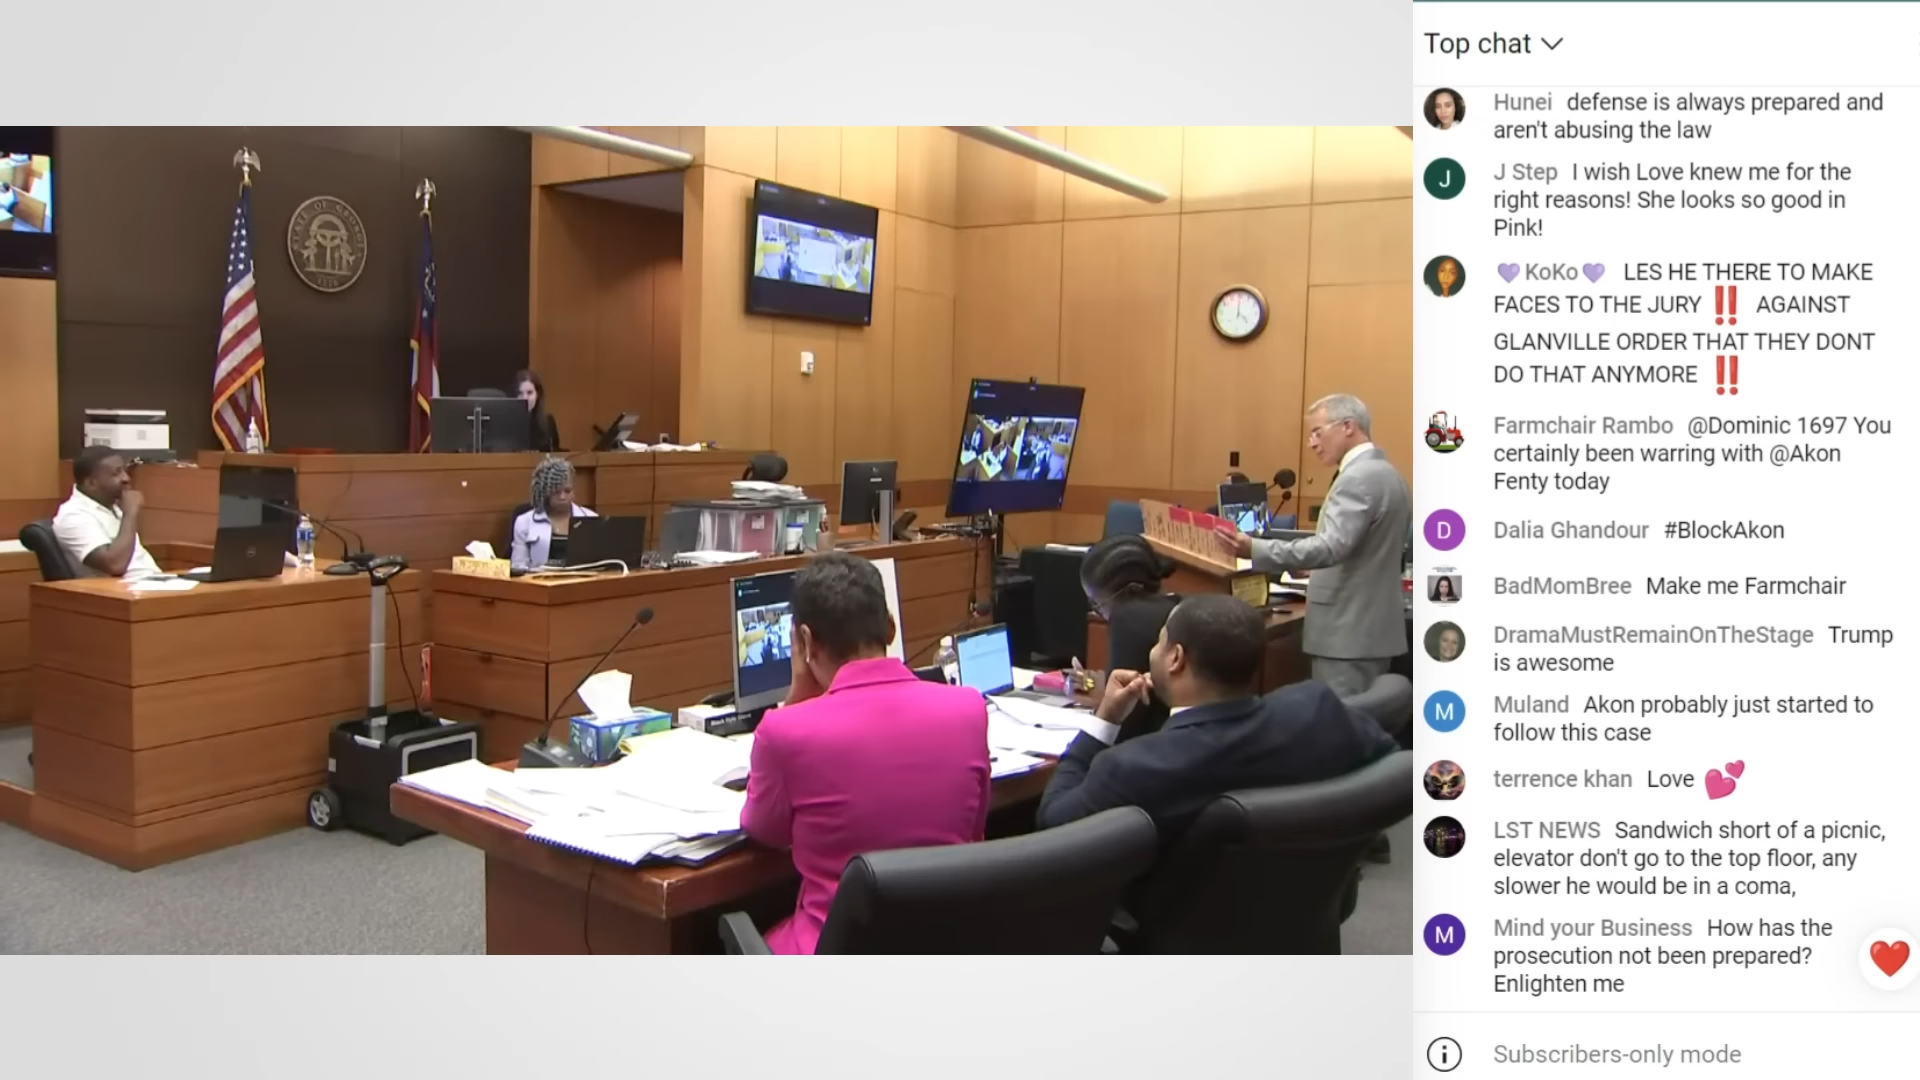 Top chat
Hunei defense is always prepared and
aren't abusing the law
J
J Step I wish Love knew me for the
right reasons! She looks so good in
Pink!
💜KoKo💜 LES HE THERE TO MAKE
FACES TO THE JURY ‼️ AGAINST
GLANVILLE ORDER THAT THEY DONT
DO THAT ANYMORE ‼️
Farmchair Rambo @Dominic 1697 You
certainly been warring with @Akon
Fenty today
D
Dalia Ghandour #BlockAkon
BadMomBree Make me Farmchair
DramaMustRemainOnTheStage Trump
is awesome
M
Muland Akon probably just started to
follow this case
terrence khan Love 💕
LST NEWS Sandwich short of a picnic,
elevator don't go to the top floor, any
slower he would be in a coma,
M
Mind your Business How has the
prosecution not been prepared?
Enlighten me
Subscribers-only mode
STATE OF GEORGIA
1776